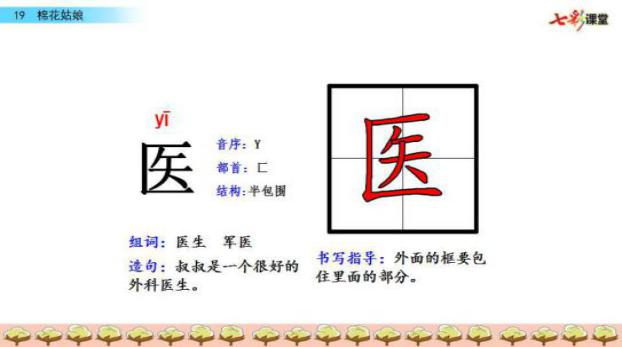 19 棉花姑娘
七彩课堂
yī
医
音序：Y
部首：匚
结构：半包围
医
组词：医生 军医
造句：叔叔是一个很好的
外科医生。
书写指导：外面的框要包
住里面的部分。